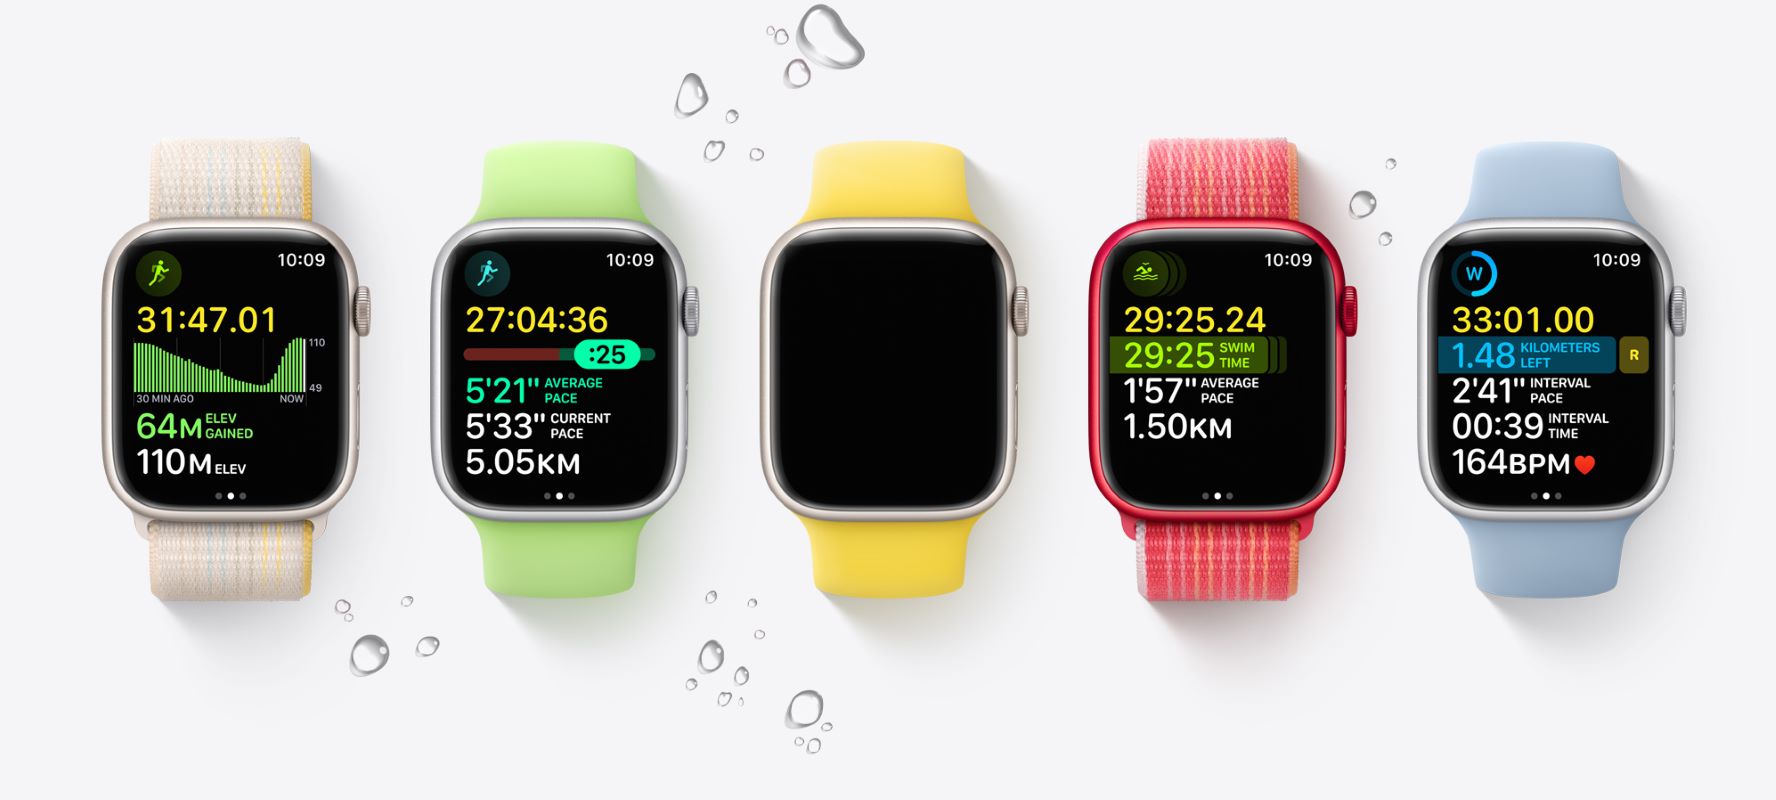 10:09
31:47.01
110
49
30 MIN AGO NOW
64M ELEV GAINED
110M ELEV
10:09
27:04:36
:25
5'21" AVERAGE PACE
5'33" CURRENT PACE
5.05KM
10:09
29:25.24
29:25 SWIM TIME
1'57" AVERAGE PACE
1.50KM
W
10:09
33:01.00
1.48 KILOMETERS LEFT
R
2'41" INTERVAL PACE
00:39 INTERVAL TIME
164BPM